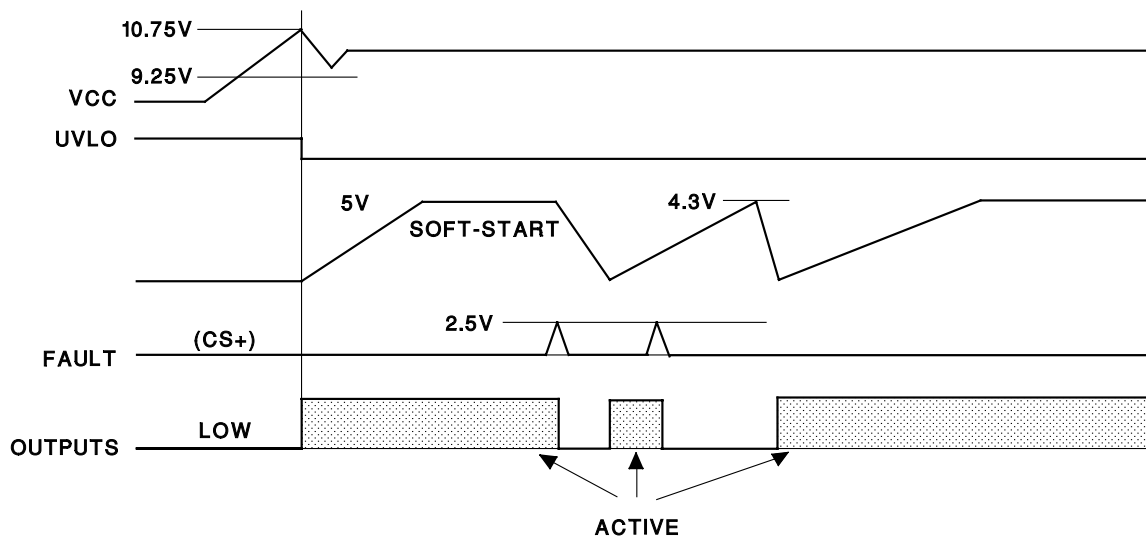 10.75V
9.25V
VCC
UVLO
5V
4.3V
SOFT-START
2.5V
(CS+)
FAULT
LOW
OUTPUTS
ACTIVE